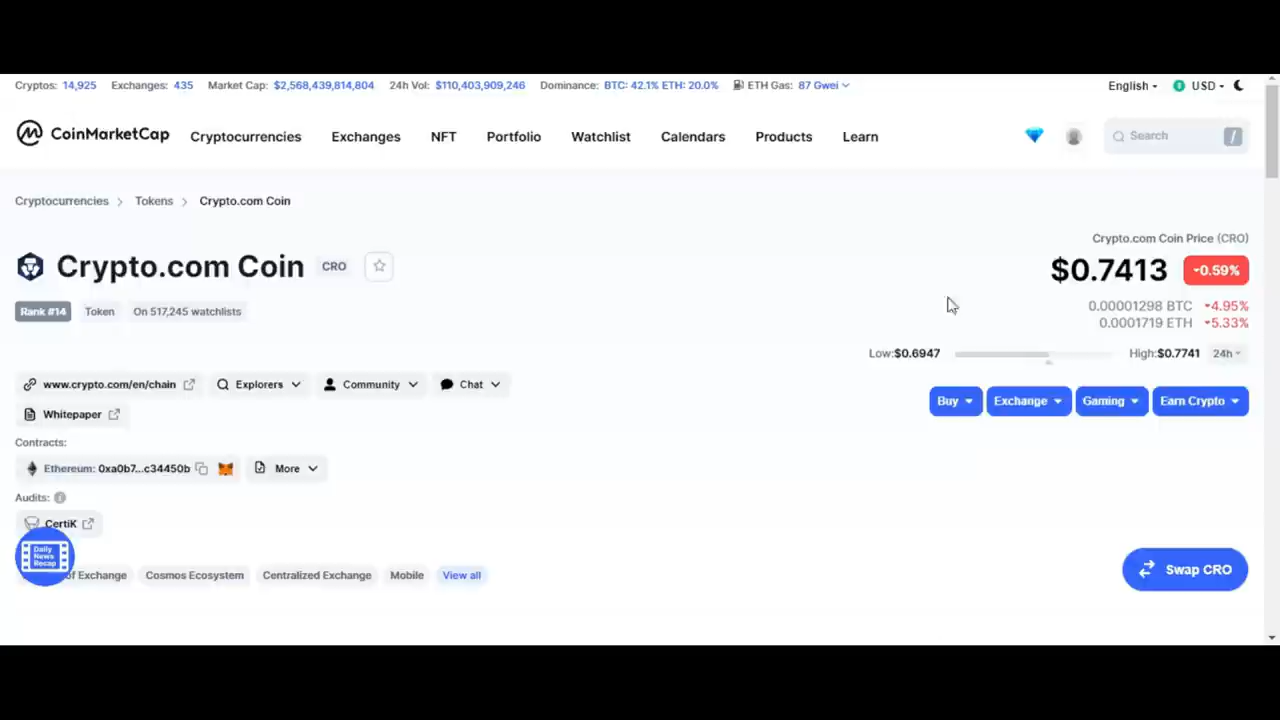 Cryptos: 14,925 Exchanges: 435 Market Cap: $2,568,439,814,804 24h Vol: $110,403,909,246 Dominance: BTC: 42.1% ETH: 20.0% ETH Gas: 87 Gwei English USD
CoinMarketCap Cryptocurrencies Exchanges NFT Portfolio Watchlist Calendars Products Learn Search /
Cryptocurrencies Tokens Crypto.com Coin
Crypto.com Coin Price (CRO)
Crypto.com Coin CRO $0.7413 -0.59%
Rank #14 Token On 517,245 watchlists 0.00001298 BTC -4.95%
0.0001719 ETH -5.33%
Low:$0.6947 High:$0.7741 24h
www.crypto.com/en/chain Explorers Community Chat
Buy Exchange Gaming Earn Crypto
Whitepaper
Contracts:
Ethereum: 0xa0b7...c34450b More
Audits:
CertiK
Daily
News
Recap
Swap CRO
of Exchange Cosmos Ecosystem Centralized Exchange Mobile View all